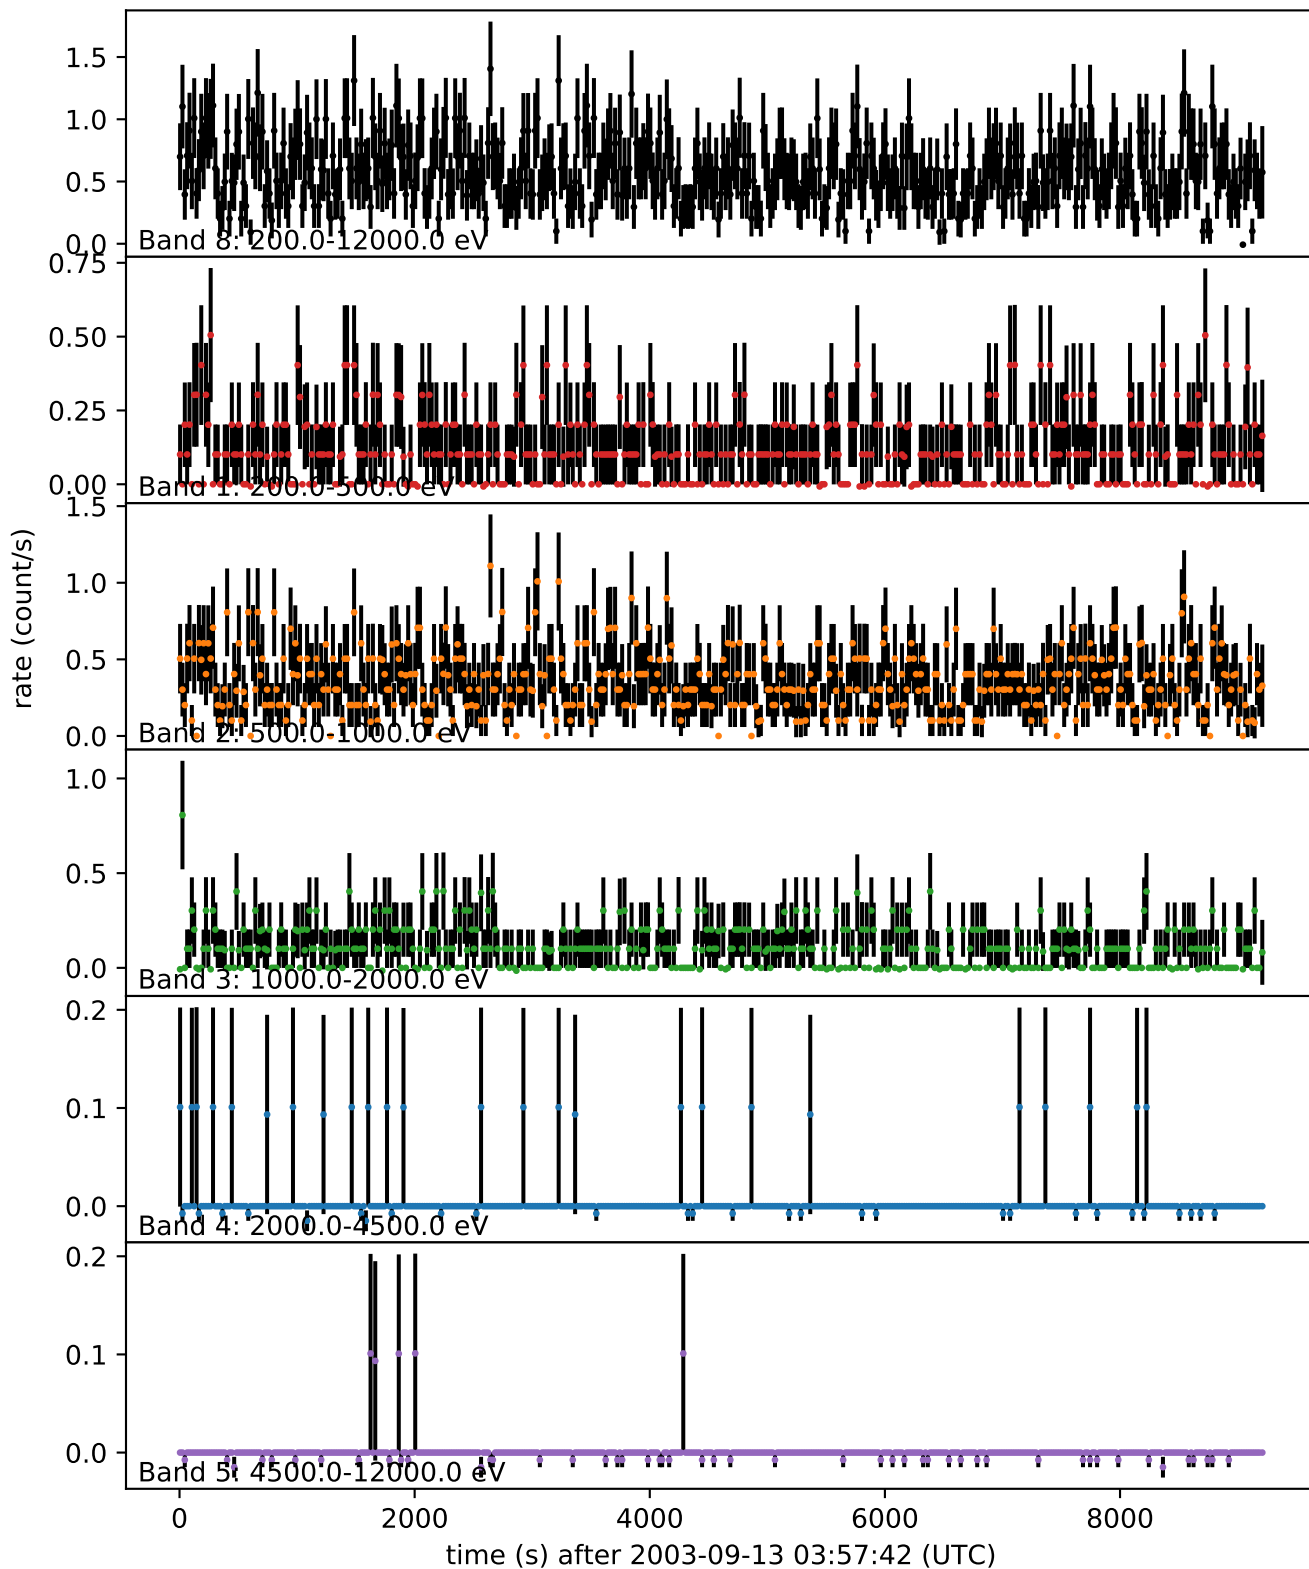 1.5
1.0
0.5
0.0
Band 8: 200.0-12000.0 eV
0.75
0.50
0.25
0.00
Band 1: 200.0-500.0 eV
1.5
1.0
0.5
0.0
Band 2: 500.0-1000.0 eV
rate (count/s)
1.0
0.5
0.0
Band 3: 1000.0-2000.0 eV
0.2
0.1
0.0
Band 4: 2000.0-4500.0 eV
0.2
0.1
0.0
Band 5: 4500.0-12000.0 eV
0 2000 4000 6000 8000
time (s) after 2003-09-13 03:57:42 (UTC)